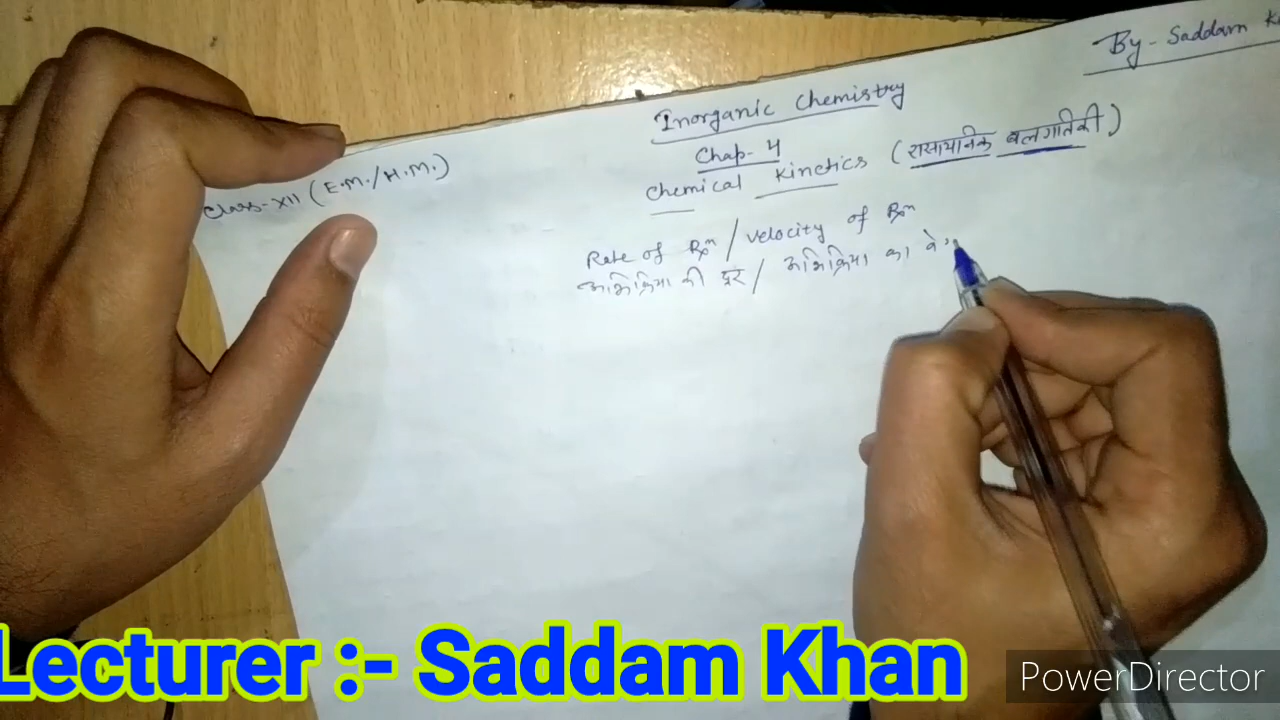 By - Saddam
Inorganic Chemistry
Chap- 4
Class-XII (E.M./H.M.)
Chemical Kinetics (रासायनिक बलगतिकी)
Rate of Rxn / Velocity of Rxn
अभिक्रिया की दर / अभिक्रिया का
Lecturer :- Saddam Khan
PowerDirector